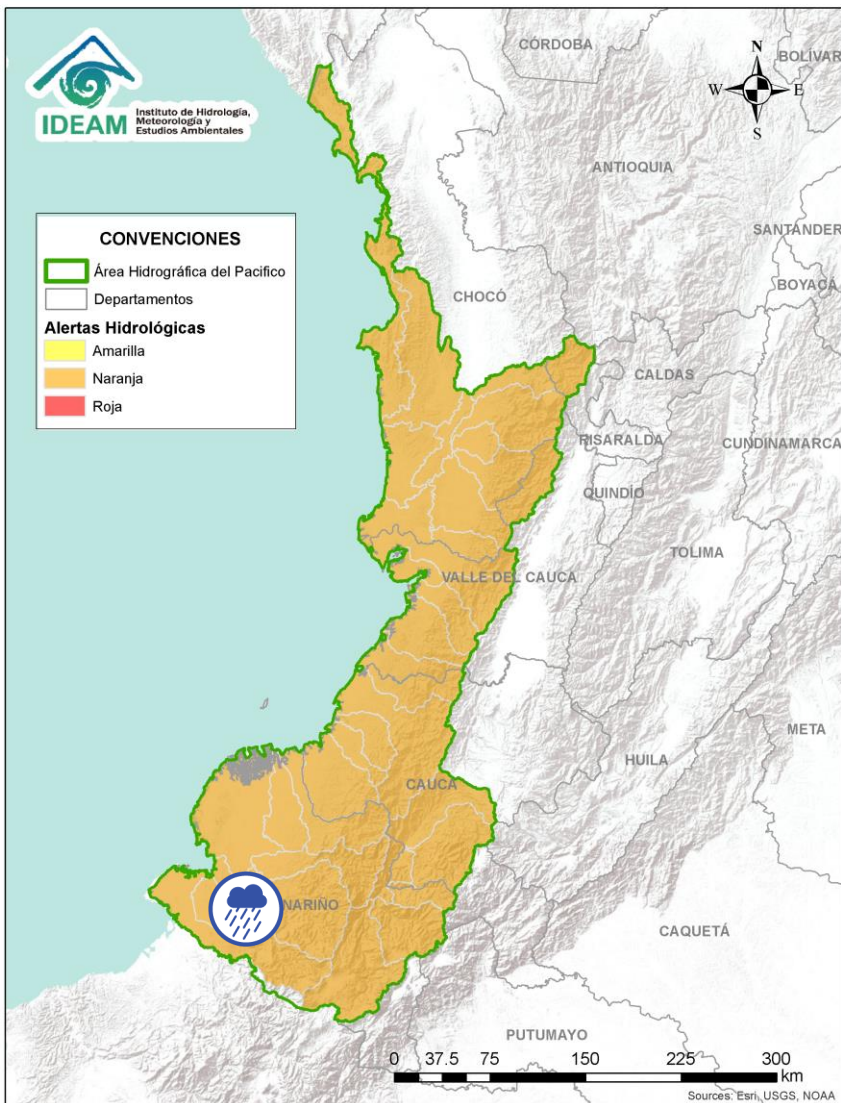 IDEAM
Instituto de Hidrología,
Meteorología y
Estudios Ambientales
CÓRDOBA
BOLÍVAR
N
W E
S
ANTIOQUIA
SANTANDER
BOYACÁ
CONVENCIONES
Área Hidrográfica del Pacifico
Departamentos
Alertas Hidrológicas
Amarilla
Naranja
Roja
CHOCÓ
CALDAS
RISARALDA
CUNDINAMARCA
QUINDÍO
TOLIMA
VALLE DEL CAUCA
META
HUILA
CAUCA
NARIÑO
CAQUETÁ
PUTUMAYO
0 37.5 75 150 225 300
km
Sources: Esri, USGS, NOAA